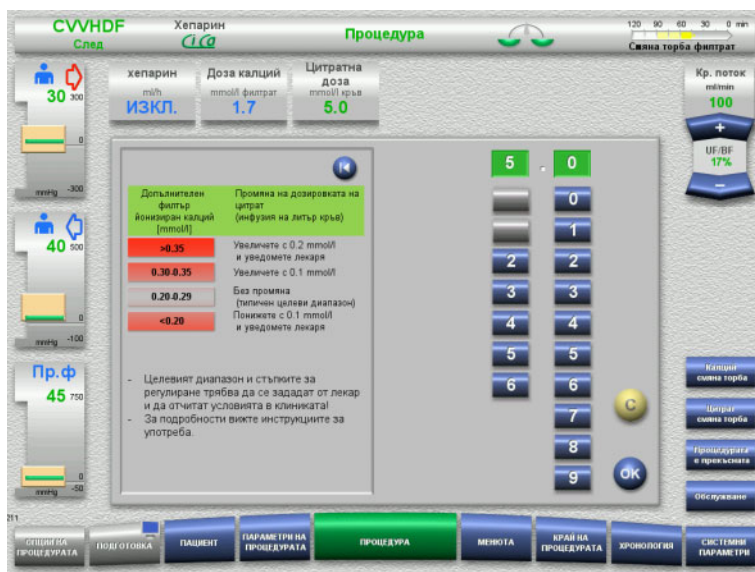 CVVHDF
След
Хепарин
CiCa
Процедура
120 90 60 30 0 min
Смяна торба филтрат
30 300
0
mmHg -300
40 500
0
mmHg -100
Пр.ф
45 750
0
mmHg -50
хепарин
ml/h
ИЗКЛ.
Доза калций
mmol/l филтрат
1.7
Цитратна
доза
mmol/l кръв
5.0
Кр. поток
ml/min
100
+
UF/BF
17%
−
Допълнителен
филтър
йонизиран калций
[mmol/l]
Промяна на дозировката на
цитрат
(инфузия на литър кръв)
>0.35
Увеличете с 0.2 mmol/l
и уведомете лекаря
0.30-0.35
Увеличете с 0.1 mmol/l
0.20-0.29
Без промяна
(типичен целеви диапазон)
<0.20
Понижете с 0.1 mmol/l
и уведомете лекаря
- Целевият диапазон и стъпките за
регулиране трябва да се зададат от лекар
и да отчитат условията в клиниката!
- За подробности вижте инструкциите за
употреба.
5 . 0
0
1
2 2
3 3
4 4
5 5
6 6
7
8
9
C
OK
Калций
смяна торба
Цитрат
смяна торба
Процедурата
е прекъсната
Обслужване
211
ОПЦИИ НА
ПРОЦЕДУРАТА
ПОДГОТОВКА
ПАЦИЕНТ
ПАРАМЕТРИ НА
ПРОЦЕДУРАТА
ПРОЦЕДУРА
МЕНЮТА
КРАЙ НА
ПРОЦЕДУРАТА
ХРОНОЛОГИЯ
СИСТЕМНИ
ПАРАМЕТРИ